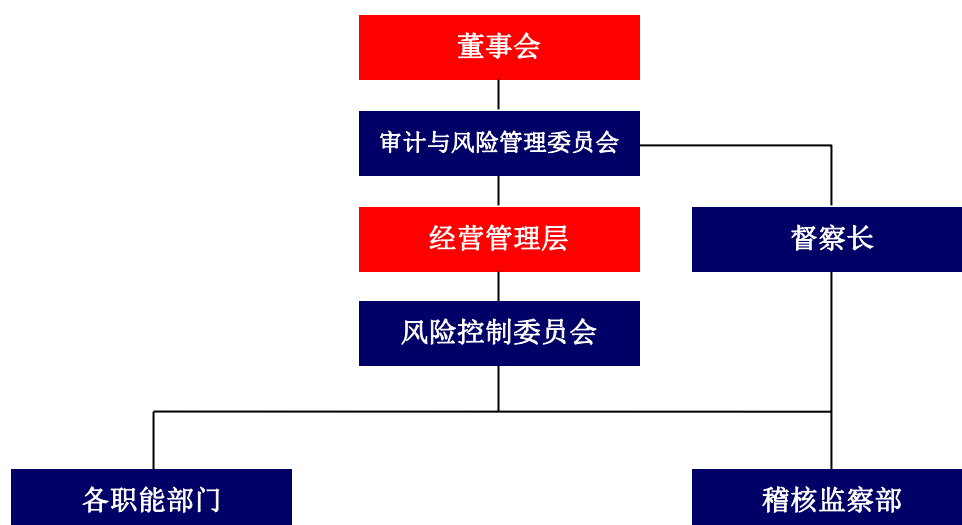 董事会
审计与风险管理委员会
经营管理层
督察长
风险控制委员会
各职能部门
稽核监察部